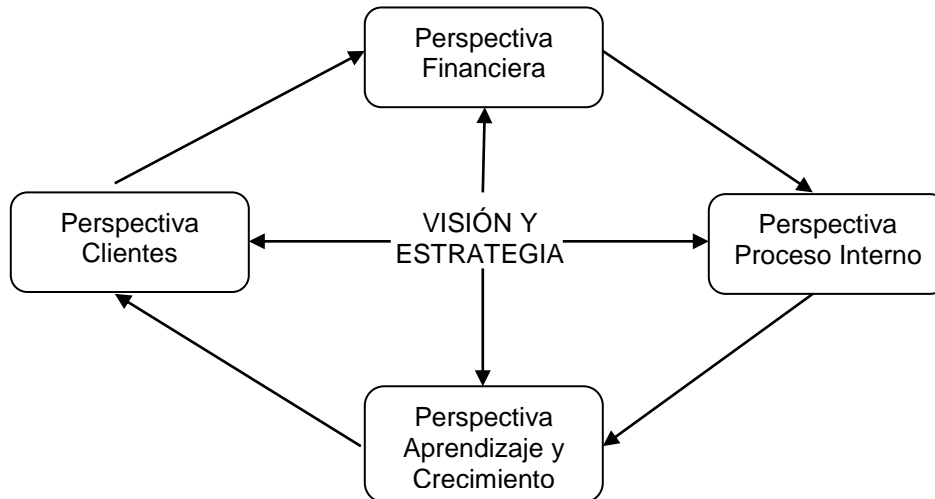 Perspectiva
Financiera
Perspectiva
Clientes
VISIÓN Y
ESTRATEGIA
Perspectiva
Proceso Interno
Perspectiva
Aprendizaje y
Crecimiento